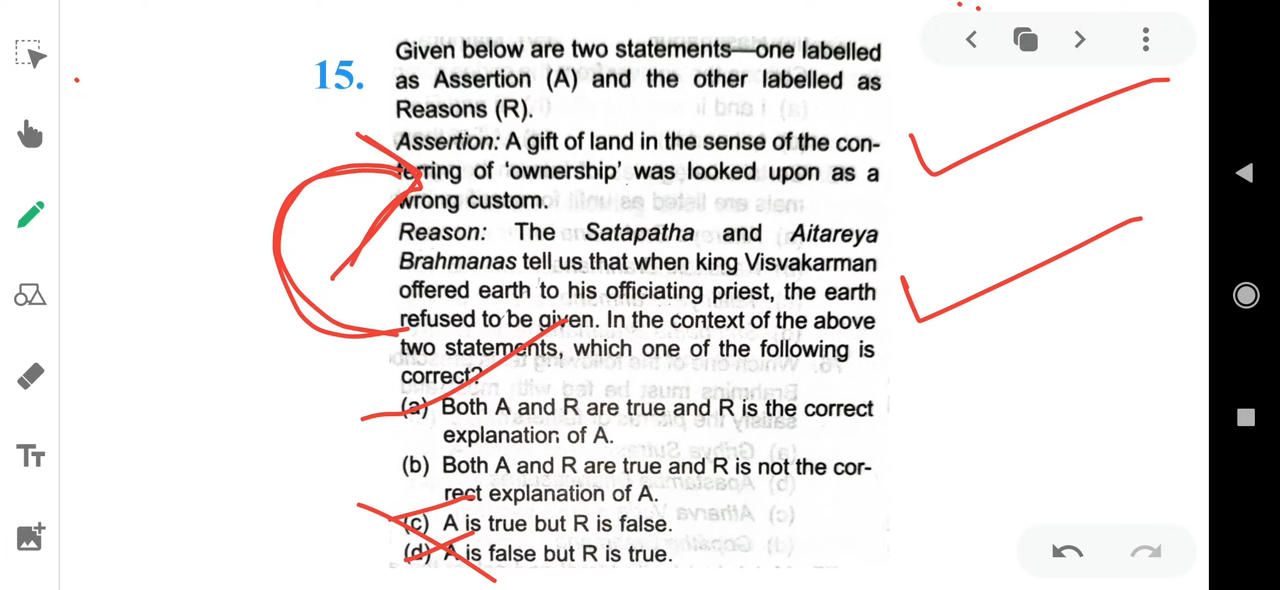 15.
Given below are two statements—one labelled
as Assertion (A) and the other labelled as
Reasons (R).
Assertion: A gift of land in the sense of the con-
ferring of 'ownership' was looked upon as a
wrong custom.
Reason: The Satapatha and Aitareya
Brahmanas tell us that when king Visvakarman
offered earth to his officiating priest, the earth
refused to be given. In the context of the above
two statements, which one of the following is
correct?
(a) Both A and R are true and R is the correct
explanation of A.
(b) Both A and R are true and R is not the cor-
rect explanation of A.
(c) A is true but R is false.
(d) A is false but R is true.